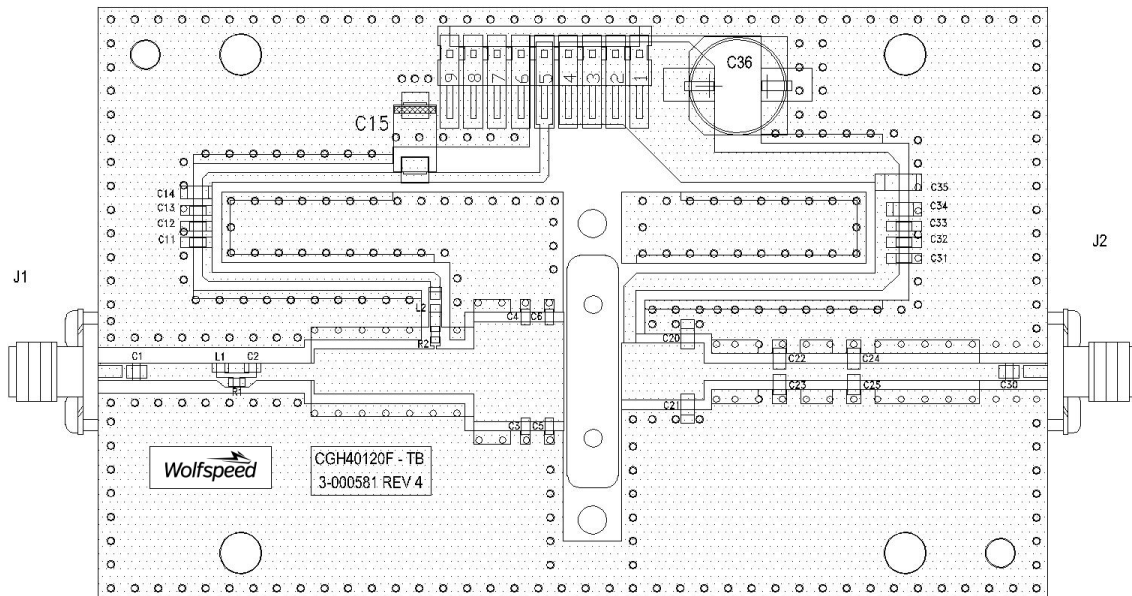 9 8 7 6 5 4 3 2 1
C36
C15
C14
C13
C12
C11
C35
C34
C33
C32
C31
J1
J2
L2
R2
C4 C6
C20
C1
L1 C2
R1
C22 C24
C23 C25
C30
C21
C3 C5
Wolfspeed
CGH40120F - TB
3-000581 REV 4